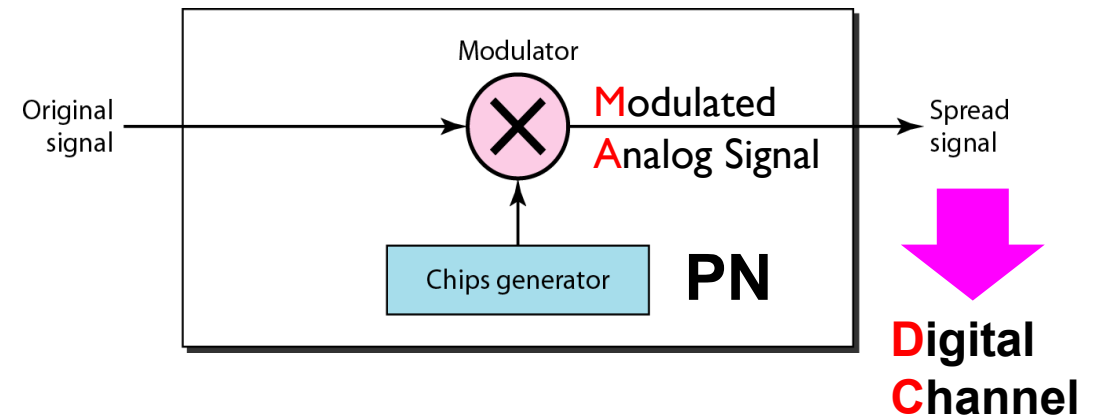 Modulator
Original
signal
Modulated
Analog Signal
Spread
signal
Chips generator
PN
Digital
Channel